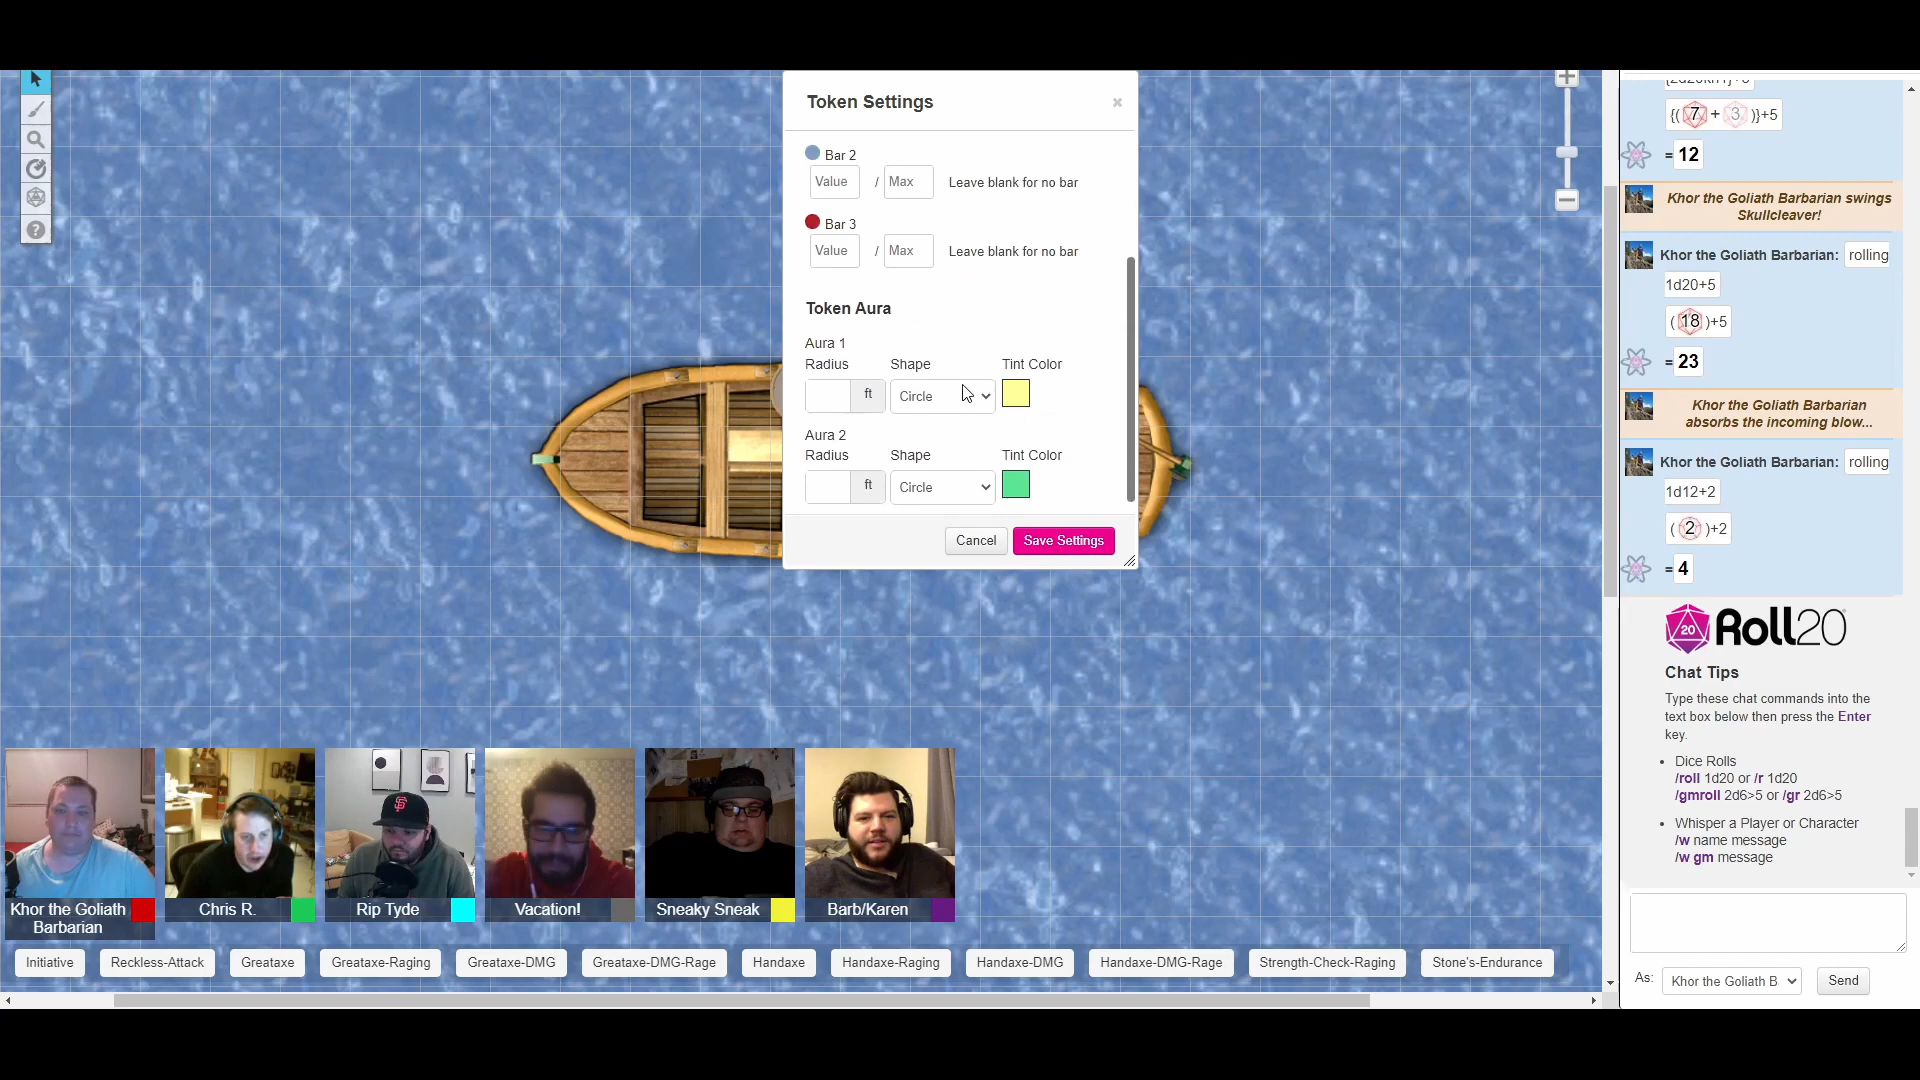 Token Settings
×
Bar 2
Value / Max Leave blank for no bar
Bar 3
Value / Max Leave blank for no bar
Token Aura
Aura 1
Radius Shape Tint Color
ft Circle
Aura 2
Radius Shape Tint Color
ft Circle
Cancel Save Settings
{(7+3)}+5
=12
Khor the Goliath Barbarian swings
Skullcleaver!
Khor the Goliath Barbarian: rolling
1d20+5
(18)+5
=23
Khor the Goliath Barbarian
absorbs the incoming blow...
Khor the Goliath Barbarian: rolling
1d12+2
(2)+2
=4
20 Roll20
Chat Tips
Type these chat commands into the
text box below then press the Enter
key.
• Dice Rolls
/roll 1d20 or /r 1d20
/gmroll 2d6>5 or /gr 2d6>5
• Whisper a Player or Character
/w name message
/w gm message
As: Khor the Goliath B Send
Khor the Goliath
Barbarian
Chris R.
Rip Tyde
Vacation!
Sneaky Sneak
Barb/Karen
Initiative Reckless-Attack Greataxe Greataxe-Raging Greataxe-DMG Greataxe-DMG-Rage Handaxe Handaxe-Raging Handaxe-DMG Handaxe-DMG-Rage Strength-Check-Raging Stone's-Endurance